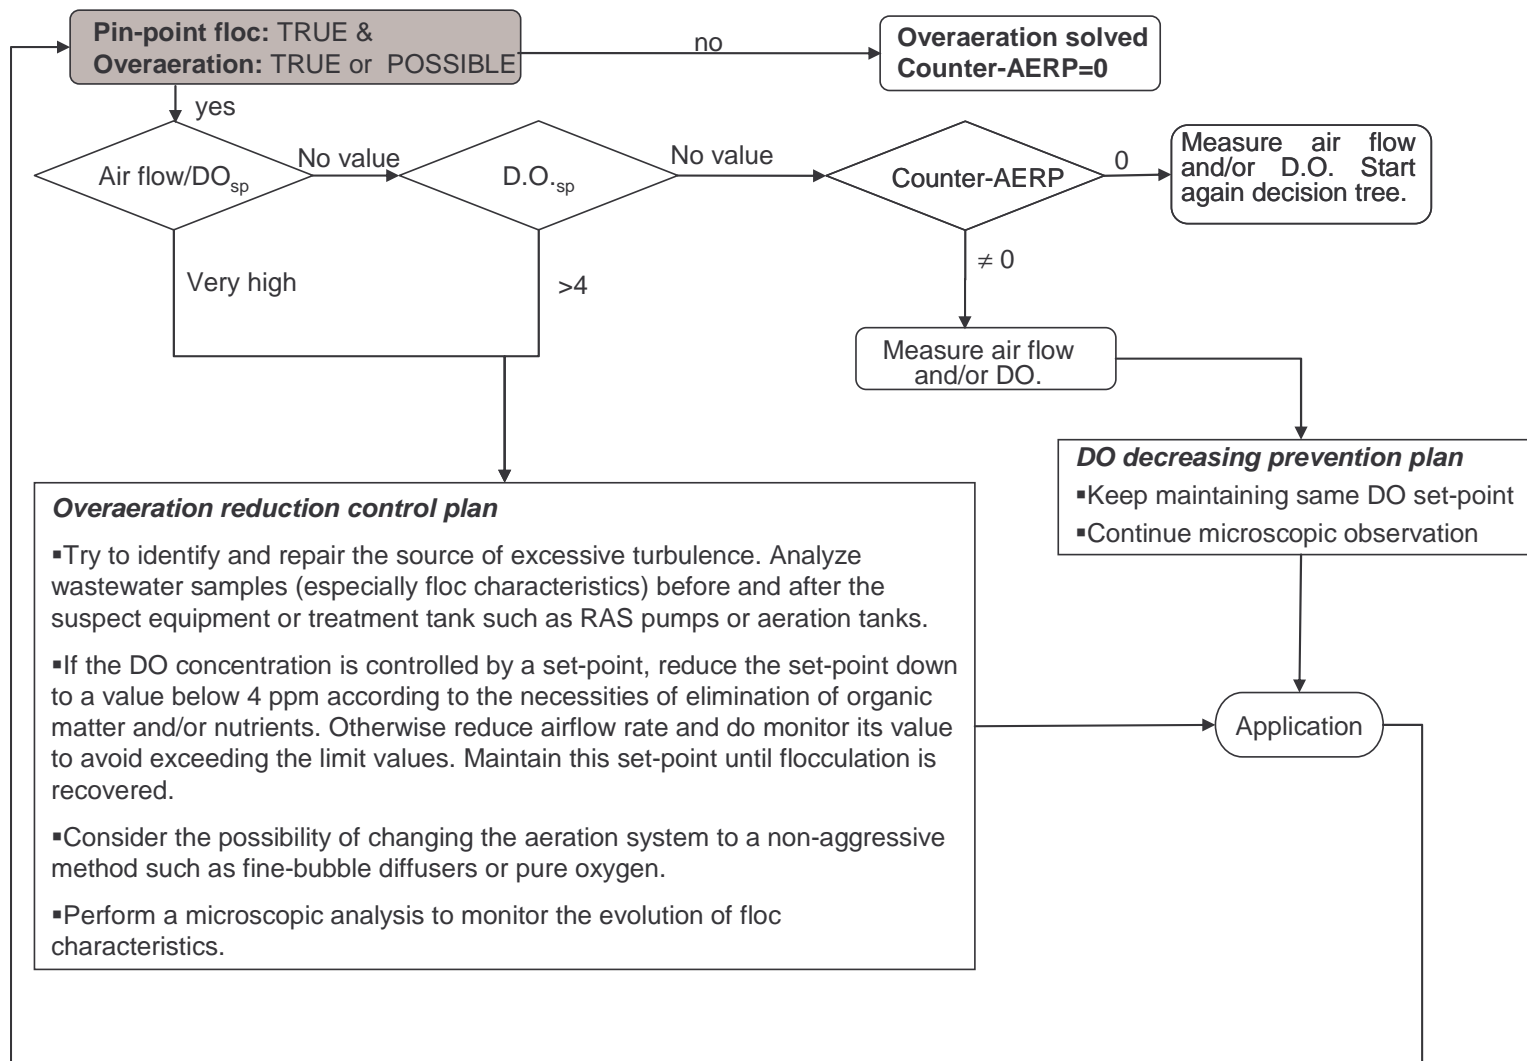 Pin-point floc: TRUE &
Overaeration: TRUE or POSSIBLE
no
Overaeration solved
Counter-AERP=0
yes
Air flow/DOsp
No value
D.O.sp
No value
Counter-AERP
0
Measure air flow
and/or D.O. Start
again decision tree.
Very high
>4
≠ 0
Measure air flow
and/or DO.
DO decreasing prevention plan
▪Keep maintaining same DO set-point
▪Continue microscopic observation
Overaeration reduction control plan
▪Try to identify and repair the source of excessive turbulence. Analyze
wastewater samples (especially floc characteristics) before and after the
suspect equipment or treatment tank such as RAS pumps or aeration tanks.
▪If the DO concentration is controlled by a set-point, reduce the set-point down
to a value below 4 ppm according to the necessities of elimination of organic
matter and/or nutrients. Otherwise reduce airflow rate and do monitor its value
to avoid exceeding the limit values. Maintain this set-point until flocculation is
recovered.
▪Consider the possibility of changing the aeration system to a non-aggressive
method such as fine-bubble diffusers or pure oxygen.
▪Perform a microscopic analysis to monitor the evolution of floc
characteristics.
Application